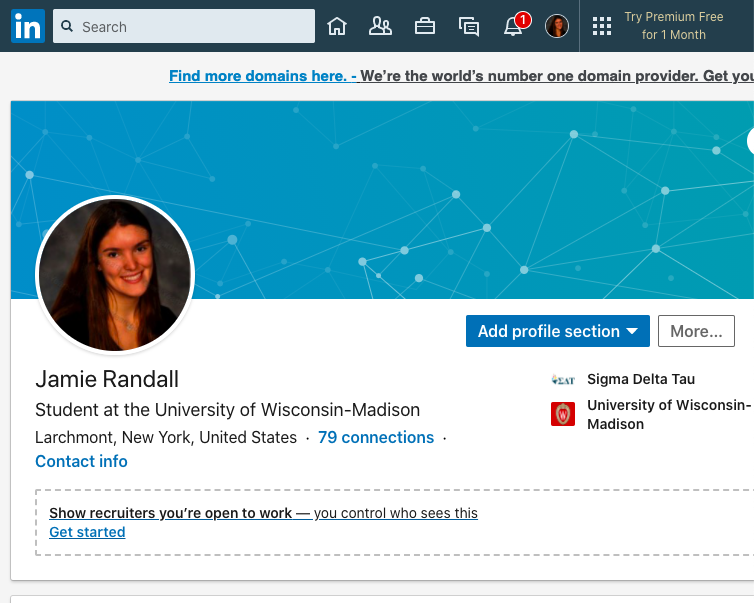 in
Search
1
Try Premium Free
for 1 Month
Find more domains here. - We’re the world’s number one domain provider. Get you
Add profile section
More...
Jamie Randall
Student at the University of Wisconsin-Madison
Larchmont, New York, United States · 79 connections ·
Contact info
ΣΔΤ
Sigma Delta Tau
W
University of Wisconsin-
Madison
Show recruiters you’re open to work — you control who sees this
Get started